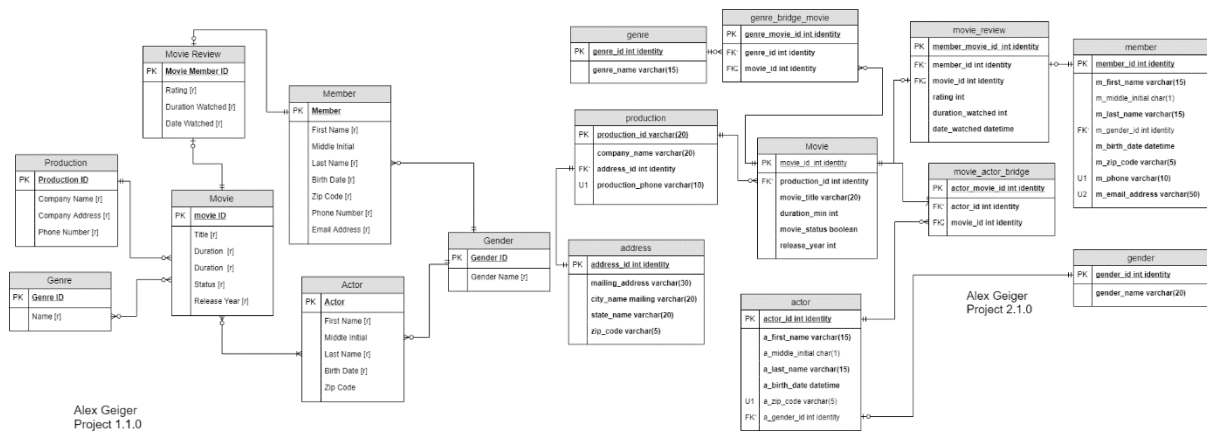 Movie Review
PK Movie Member ID
Rating [r]
Duration Watched [r]
Date Watched [r]
Member
PK Member
First Name [r]
Middle Initial
Last Name [r]
Birth Date [r]
Zip Code [r]
Phone Number [r]
Email Address [r]
Production
PK Production ID
Company Name [r]
Company Address [r]
Phone Number [r]
Movie
PK movie ID
Title [r]
Duration [r]
Duration [r]
Status [r]
Release Year [r]
Genre
PK Genre ID
Name [r]
Gender
PK Gender ID
Gender Name [r]
Actor
PK Actor
First Name [r]
Middle Initial
Last Name [r]
Birth Date [r]
Zip Code
Alex Geiger
Project 1.1.0
genre
PK genre_id int identity
genre_name varchar(15)
genre_bridge_movie
PK genre_movie_id int identity
FK1 genre_id int identity
FK2 movie_id int identity
movie_review
PK member_movie_id int identity
FK1 member_id int identity
FK2 movie_id int identity
rating int
duration_watched int
date_watched datetime
member
PK member_id int identity
m_first_name varchar(15)
m_middle_initial char(1)
m_last_name varchar(15)
FK1 m_gender_id int identity
m_birth_date datetime
m_zip_code varchar(5)
U1 m_phone varchar(10)
U2 m_email_address varchar(50)
production
PK production_id varchar(20)
company_name varchar(20)
FK1 address_id int identity
U1 production_phone varchar(10)
Movie
PK movie_id int identity
FK1 production_id int identity
movie_title varchar(20)
duration_min int
movie_status boolean
release_year int
movie_actor_bridge
PK actor_movie_id int identity
FK1 actor_id int identity
FK2 movie_id int identity
address
PK address_id int identity
mailing_address varchar(30)
city_name mailing varchar(20)
state_name varchar(20)
zip_code varchar(5)
gender
PK gender_id int identity
gender_name varchar(20)
actor
PK actor_id int identity
a_first_name varchar(15)
a_middle_initial char(1)
a_last_name varchar(15)
a_birth_date datetime
U1 a_zip_code varchar(5)
FK1 a_gender_id int identity
Alex Geiger
Project 2.1.0